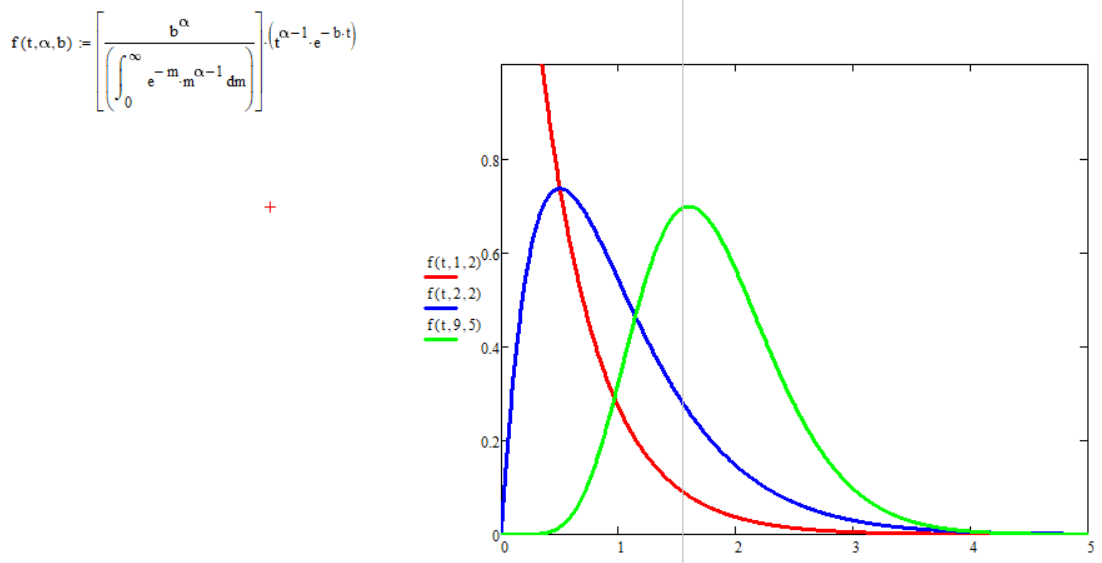 f(t,α,b) := [b^α / (∫_0^∞ e^(−m)·m^(α−1) dm)]·(t^(α−1)·e^(−b·t))
0.8
0.6
0.4
0.2
0
f(t,1,2)
f(t,2,2)
f(t,9,5)
0 1 2 3 4 5